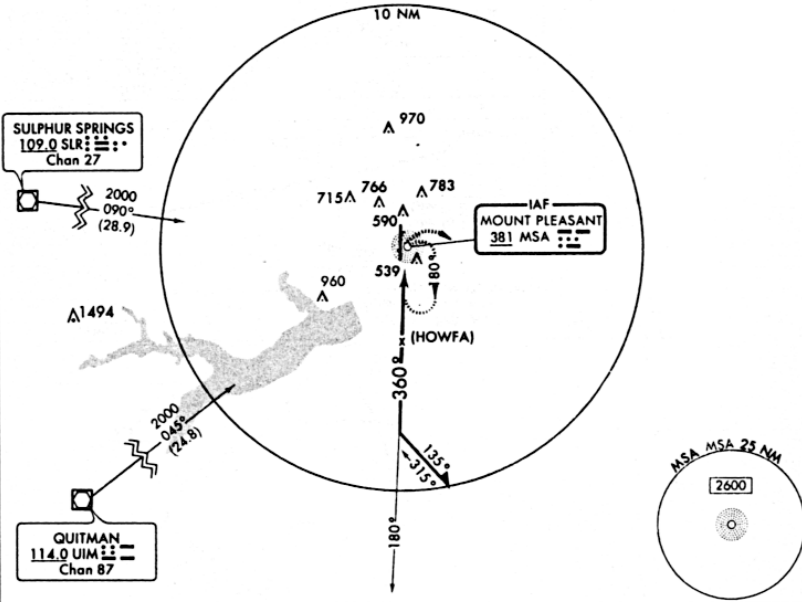 10 NM
SULPHUR SPRINGS
109.0 SLR
Chan 27
2000
090°
(28.9)
970
715
766
783
590
IAF
MOUNT PLEASANT
381 MSA
539
180°
960
1494
(HOWFA)
360°
2000
045°
(24.8)
135°
315°
MSA MSA 25 NM
2600
QUITMAN
114.0 UIM
Chan 87
180°